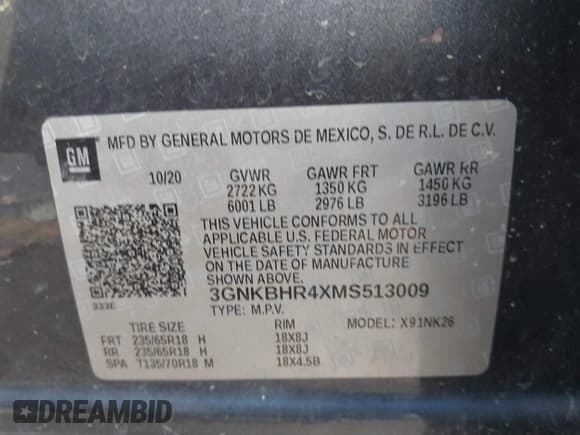 GM
MFD BY GENERAL MOTORS DE MEXICO, S. DE R.L. DE C.V.
10/20 GVWR GAWR FRT GAWR RR
2722 KG 1350 KG 1450 KG
6001 LB 2976 LB 3196 LB
THIS VEHICLE CONFORMS TO ALL
APPLICABLE U.S. FEDERAL MOTOR
VEHICLE SAFETY STANDARDS IN EFFECT
ON THE DATE OF MANUFACTURE
SHOWN ABOVE
333E 3GNKBHR4XMS513009
TYPE: M.P.V. MODEL: X91NK26
TIRE SIZE RIM
FRT 235/65R18 H 18X8J
RR 235/65R18 H 18X8J
SPA T135/70R18 M 18X4.5B
DREAMBID